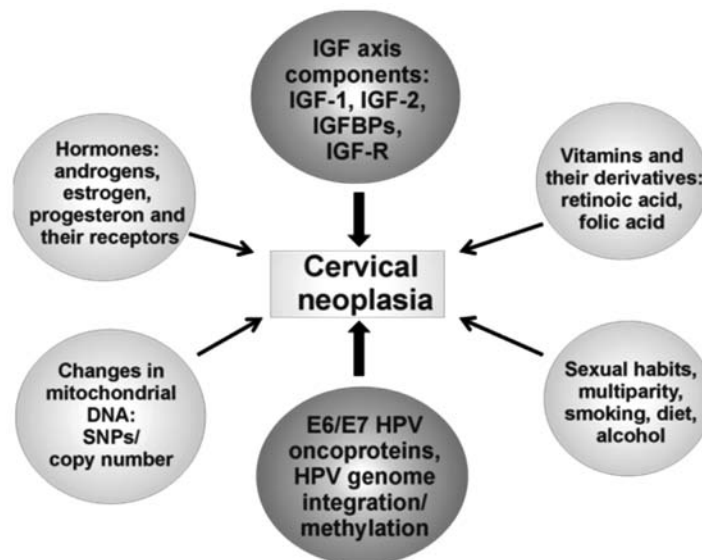 IGF axis
components:
IGF-1, IGF-2,
IGFBPs,
IGF-R
Hormones:
androgens,
estrogen,
progesteron and
their receptors
Vitamins and
their derivatives:
retinoic acid,
folic acid
Cervical
neoplasia
Changes in
mitochondrial
DNA:
SNPs/
copy number
E6/E7 HPV
oncoproteins,
HPV genome
integration/
methylation
Sexual habits,
multiparity,
smoking, diet,
alcohol